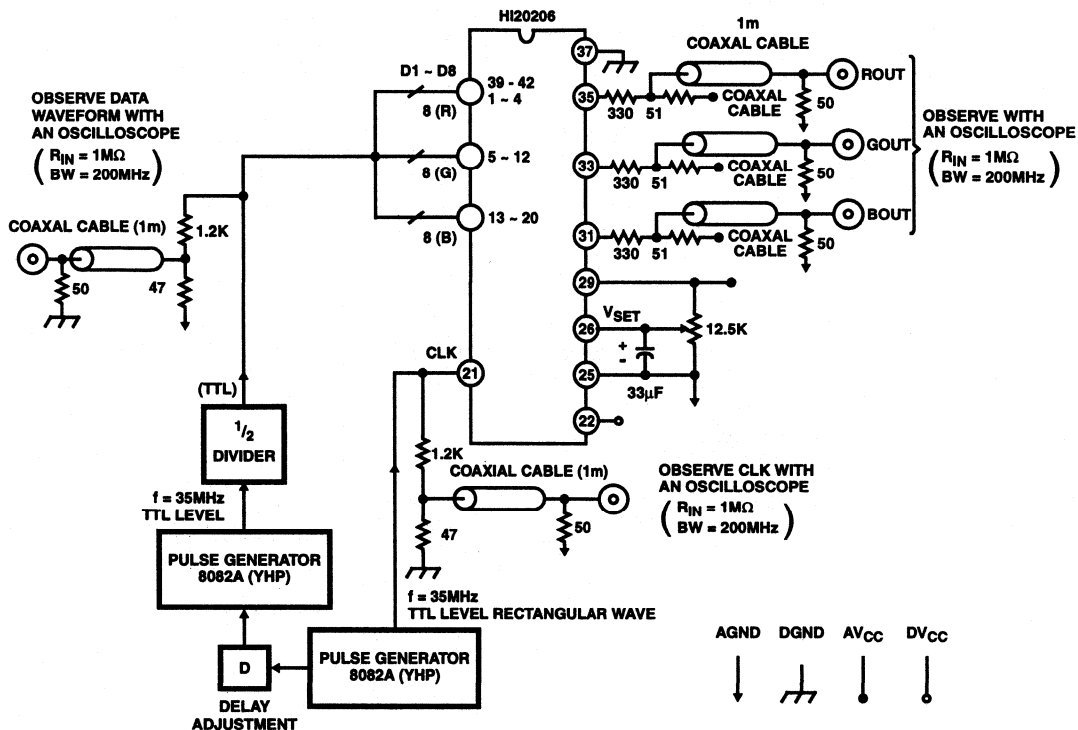 HI20206
1m
COAXAL CABLE
37
D1 ~ D8
39 - 42
1 ~ 4
8 (R)
35
330
51
COAXAL
CABLE
50
ROUT
OBSERVE DATA
WAVEFORM WITH
AN OSCILLOSCOPE
( RIN = 1MΩ
BW = 200MHz )
5 ~ 12
8 (G)
33
330
51
COAXAL
CABLE
50
GOUT
OBSERVE WITH
AN OSCILLOSCOPE
( RIN = 1MΩ
BW = 200MHz )
13 ~ 20
8 (B)
31
330
51
COAXAL
CABLE
50
BOUT
COAXAL CABLE (1m)
1.2K
50
47
29
VSET
26
12.5K
+
-
33μF
25
22
CLK
21
(TTL)
1/2
DIVIDER
f = 35MHz
TTL LEVEL
PULSE GENERATOR
8082A (YHP)
D
DELAY
ADJUSTMENT
PULSE GENERATOR
8082A (YHP)
f = 35MHz
TTL LEVEL RECTANGULAR WAVE
1.2K
47
COAXIAL CABLE (1m)
50
OBSERVE CLK WITH
AN OSCILLOSCOPE
( RIN = 1MΩ
BW = 200MHz )
AGND DGND AVCC DVCC